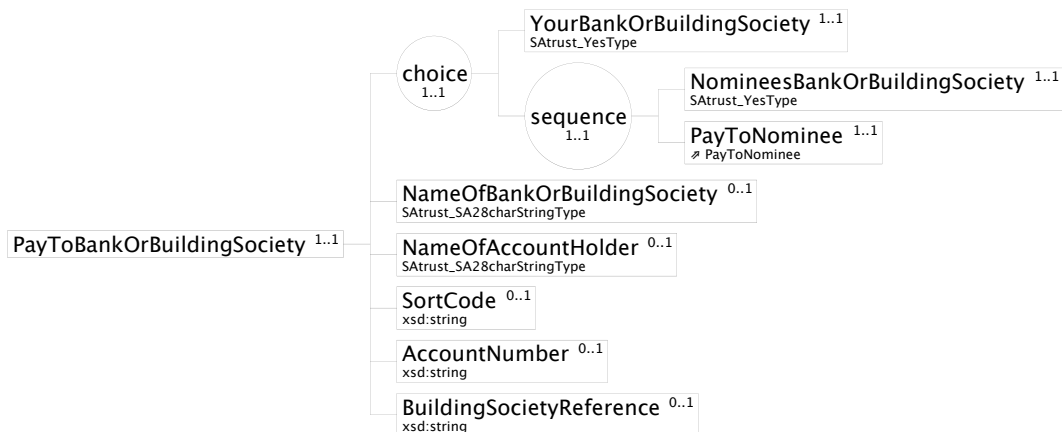 YourBankOrBuildingSociety 1..1
SAtrust_YesType
choice
1..1
NomineesBankOrBuildingSociety 1..1
SAtrust_YesType
sequence
1..1
PayToNominee 1..1
⇗ PayToNominee
NameOfBankOrBuildingSociety 0..1
SAtrust_SA28charStringType
PayToBankOrBuildingSociety 1..1
NameOfAccountHolder 0..1
SAtrust_SA28charStringType
SortCode 0..1
xsd:string
AccountNumber 0..1
xsd:string
BuildingSocietyReference 0..1
xsd:string